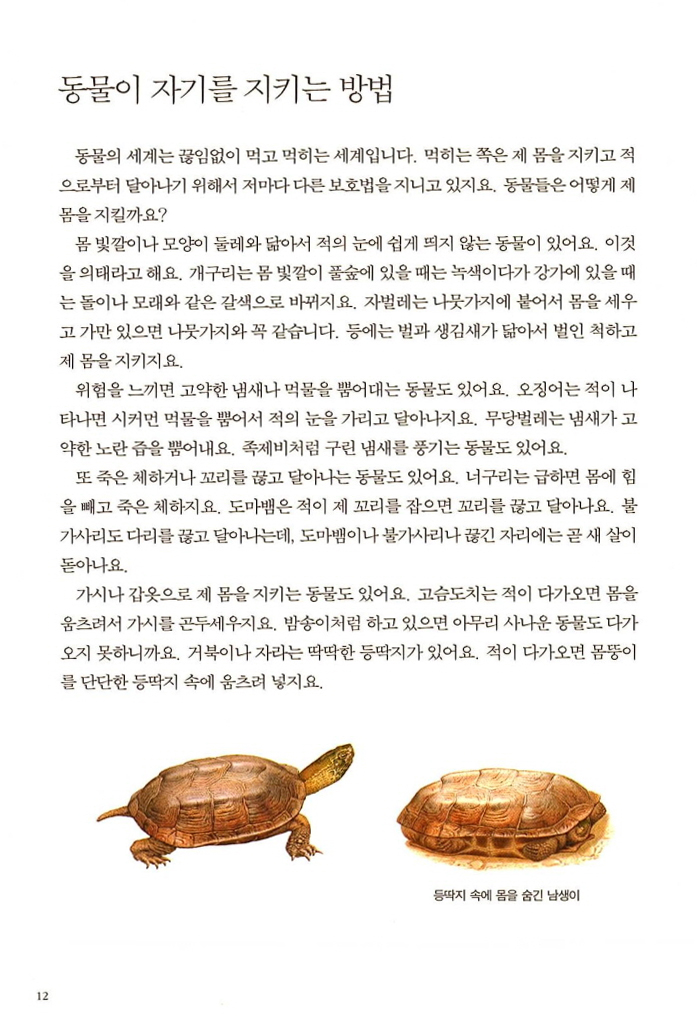 동물이 자기를 지키는 방법
동물의 세계는 끊임없이 먹고 먹히는 세계입니다. 먹히는 쪽은 제 몸을 지키고 적
으로부터 달아나기 위해서 저마다 다른 보호법을 지니고 있지요. 동물들은 어떻게 제
몸을 지킬까요?
몸 빛깔이나 모양이 둘레와 닮아서 적의 눈에 쉽게 띄지 않는 동물이 있어요. 이것
을 의태라고 해요. 개구리는 몸 빛깔이 풀숲에 있을 때는 녹색이다가 강가에 있을 때
는 돌이나 모래와 같은 갈색으로 바뀌지요. 자벌레는 나뭇가지에 붙어서 몸을 세우
고 가만 있으면 나뭇가지와 꼭 같습니다. 등에는 벌과 생김새가 닮아서 벌인 척하고
제 몸을 지키지요.
위험을 느끼면 고약한 냄새나 먹물을 뿜어대는 동물도 있어요. 오징어는 적이 나
타나면 시커먼 먹물을 뿜어서 적의 눈을 가리고 달아나지요. 무당벌레는 냄새가 고
약한 노란 즙을 뿜어내요. 족제비처럼 구린 냄새를 풍기는 동물도 있어요.
또 죽은 체하거나 꼬리를 끊고 달아나는 동물도 있어요. 너구리는 급하면 몸에 힘
을 빼고 죽은 체하지요. 도마뱀은 적이 제 꼬리를 잡으면 꼬리를 끊고 달아나요. 불
가사리도 다리를 끊고 달아나는데, 도마뱀이나 불가사리나 끊긴 자리에는 곧 새 살이
돋아나요.
가시나 갑옷으로 제 몸을 지키는 동물도 있어요. 고슴도치는 적이 다가오면 몸을
움츠려서 가시를 곤두세우지요. 밤송이처럼 하고 있으면 아무리 사나운 동물도 다가
오지 못하니까요. 거북이나 자라는 딱딱한 등딱지가 있어요. 적이 다가오면 몸뚱이
를 단단한 등딱지 속에 움츠려 넣지요.
등딱지 속에 몸을 숨긴 남생이
12